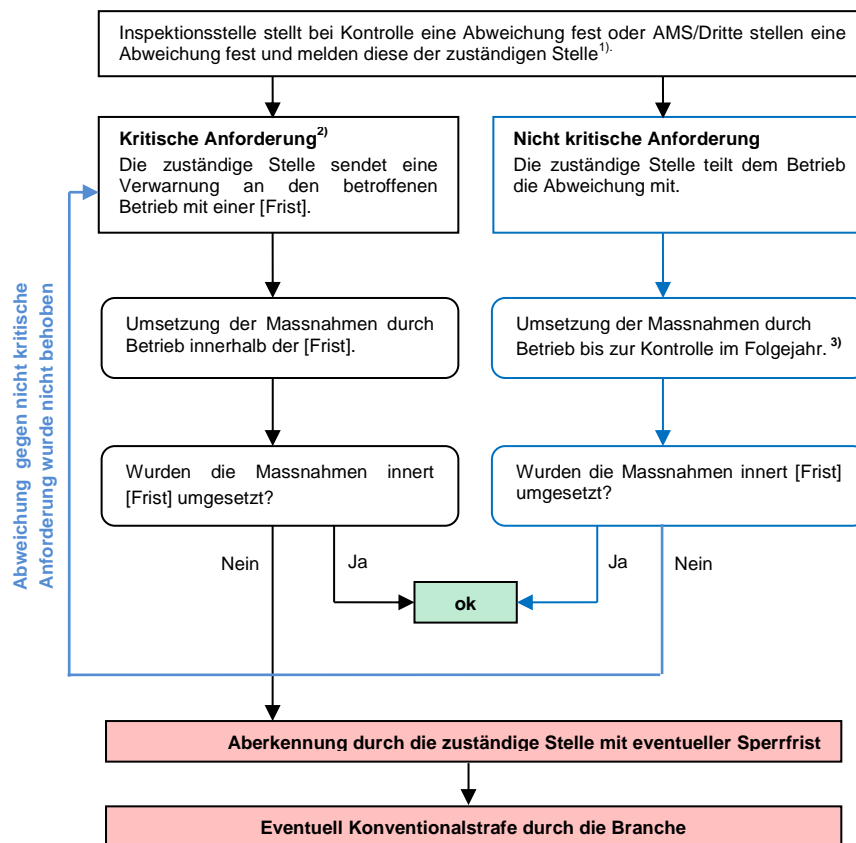 Inspektionsstelle stellt bei Kontrolle eine Abweichung fest oder AMS/Dritte stellen eine
Abweichung fest und melden diese der zuständigen Stelle1).
Kritische Anforderung2)
Die zuständige Stelle sendet eine
Verwarnung an den betroffenen
Betrieb mit einer [Frist].
Nicht kritische Anforderung
Die zuständige Stelle teilt dem Betrieb
die Abweichung mit.
Abweichung gegen nicht kritische
Anforderung wurde nicht behoben
Umsetzung der Massnahmen durch
Betrieb innerhalb der [Frist].
Umsetzung der Massnahmen durch
Betrieb bis zur Kontrolle im Folgejahr. 3)
Wurden die Massnahmen innert
[Frist] umgesetzt?
Wurden die Massnahmen innert [Frist]
umgesetzt?
Nein
Ja
Ja
Nein
ok
Aberkennung durch die zuständige Stelle mit eventueller Sperrfrist
Eventuell Konventionalstrafe durch die Branche